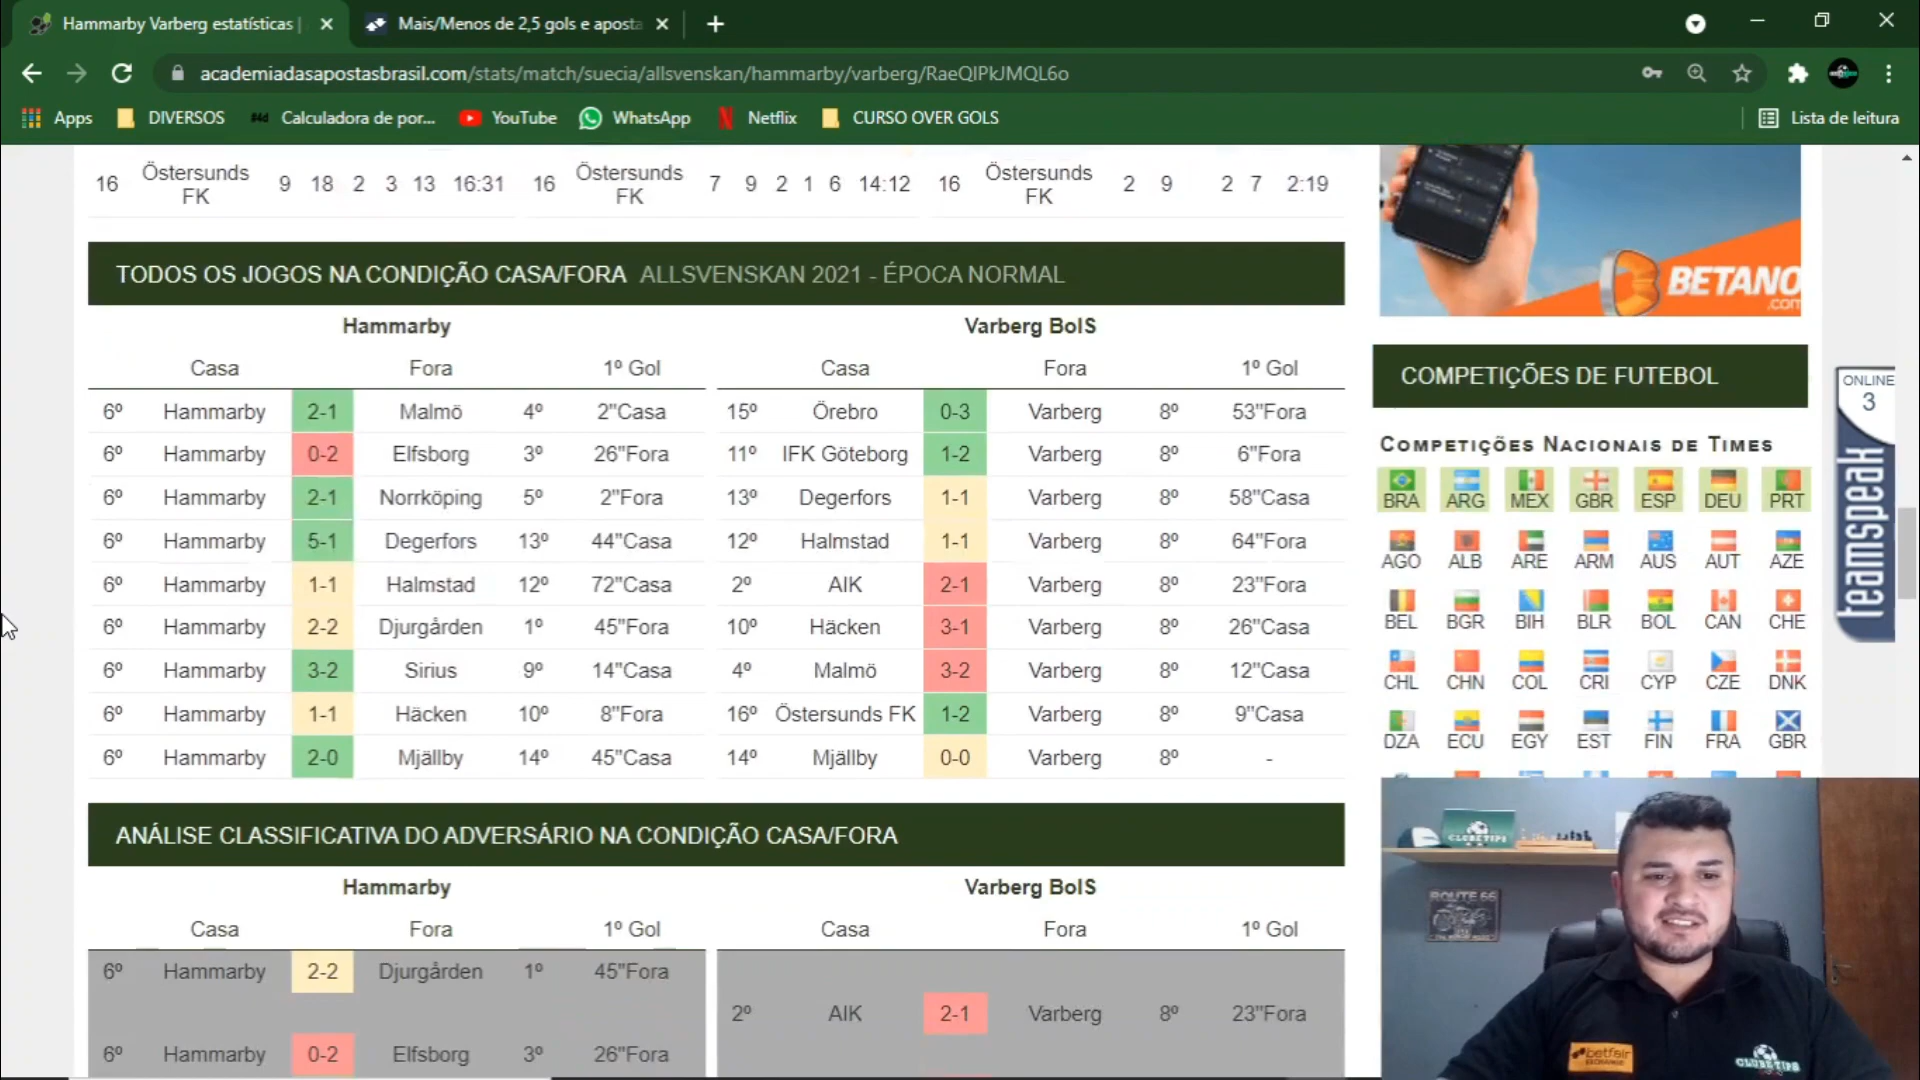 Hammarby Varberg estatísticas |
Mais/Menos de 2,5 gols e aposta
academiadasapostasbrasil.com/stats/match/suecia/allsvenskan/hammarby/varberg/RaeQIPkJMQL6o
Apps DIVERSOS Calculadora de por... YouTube WhatsApp Netflix CURSO OVER GOLS Lista de leitura
16 Östersunds FK 9 18 2 3 13 16:31 16 Östersunds FK 7 9 2 1 6 14:12 16 Östersunds FK 2 9 2 7 2:19
BETANO
.com
TODOS OS JOGOS NA CONDIÇÃO CASA/FORA ALLSVENSKAN 2021 - ÉPOCA NORMAL
Hammarby Varberg BoIS
Casa Fora 1º Gol Casa Fora 1º Gol
6º Hammarby 2-1 Malmö 4º 2"Casa 15º Örebro 0-3 Varberg 8º 53"Fora
6º Hammarby 0-2 Elfsborg 3º 26"Fora 11º IFK Göteborg 1-2 Varberg 8º 6"Fora
6º Hammarby 2-1 Norrköping 5º 2"Fora 13º Degerfors 1-1 Varberg 8º 58"Casa
6º Hammarby 5-1 Degerfors 13º 44"Casa 12º Halmstad 1-1 Varberg 8º 64"Fora
6º Hammarby 1-1 Halmstad 12º 72"Casa 2º AIK 2-1 Varberg 8º 23"Fora
6º Hammarby 2-2 Djurgården 1º 45"Fora 10º Häcken 3-1 Varberg 8º 26"Casa
6º Hammarby 3-2 Sirius 9º 14"Casa 4º Malmö 3-2 Varberg 8º 12"Casa
6º Hammarby 1-1 Häcken 10º 8"Fora 16º Östersunds FK 1-2 Varberg 8º 9"Casa
6º Hammarby 2-0 Mjällby 14º 45"Casa 14º Mjällby 0-0 Varberg 8º -
COMPETIÇÕES DE FUTEBOL
Competições Nacionais de Times
BRA ARG MEX GBR ESP DEU PRT
AGO ALB ARE ARM AUS AUT AZE
BEL BGR BIH BLR BOL CAN CHE
CHL CHN COL CRI CYP CZE DNK
DZA ECU EGY EST FIN FRA GBR
ONLINE
3
teamspeak
ANÁLISE CLASSIFICATIVA DO ADVERSÁRIO NA CONDIÇÃO CASA/FORA
Hammarby Varberg BoIS
Casa Fora 1º Gol Casa Fora 1º Gol
6º Hammarby 2-2 Djurgården 1º 45"Fora
2º AIK 2-1 Varberg 8º 23"Fora
6º Hammarby 0-2 Elfsborg 3º 26"Fora
CLUBETIPS
ROUTE 66
betfair
EXCHANGE
CLUBETIPS